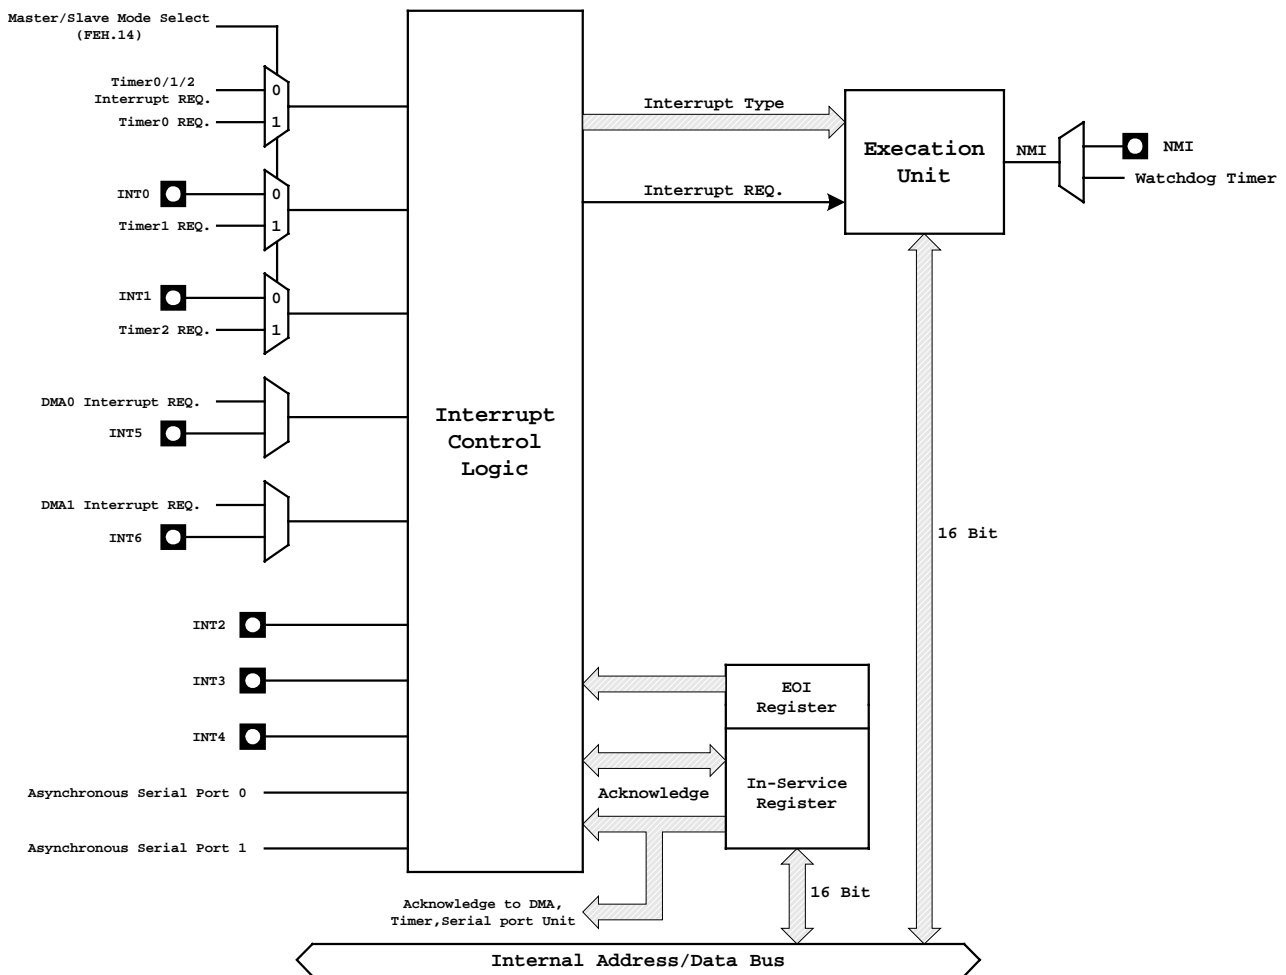 Master/Slave Mode Select
(FEH.14)
Timer0/1/2
Interrupt REQ.
0
Timer0 REQ.
1
INT0
0
Timer1 REQ.
1
INT1
0
Timer2 REQ.
1
DMA0 Interrupt REQ.
INT5
DMA1 Interrupt REQ.
INT6
INT2
INT3
INT4
Asynchronous Serial Port 0
Asynchronous Serial Port 1
Interrupt
Control
Logic
Interrupt Type
Interrupt REQ.
Execation
Unit
NMI
NMI
Watchdog Timer
16 Bit
EOI
Register
In-Service
Register
Acknowledge
16 Bit
Acknowledge to DMA,
Timer,Serial port Unit
Internal Address/Data Bus